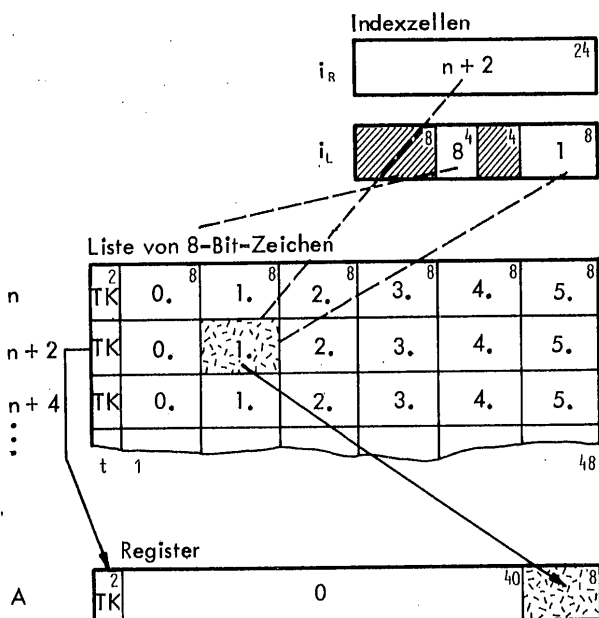 Indexzellen
i_R n + 2 24
i_L 8 8 4 4 1 8
Liste von 8-Bit-Zeichen
n TK 2 0. 8 1. 8 2. 8 3. 8 4. 8 5. 8
n + 2 TK 0. 1. 2. 3. 4. 5.
n + 4 TK 0. 1. 2. 3. 4. 5.
t 1 48
Register
A TK 2 0 40 8